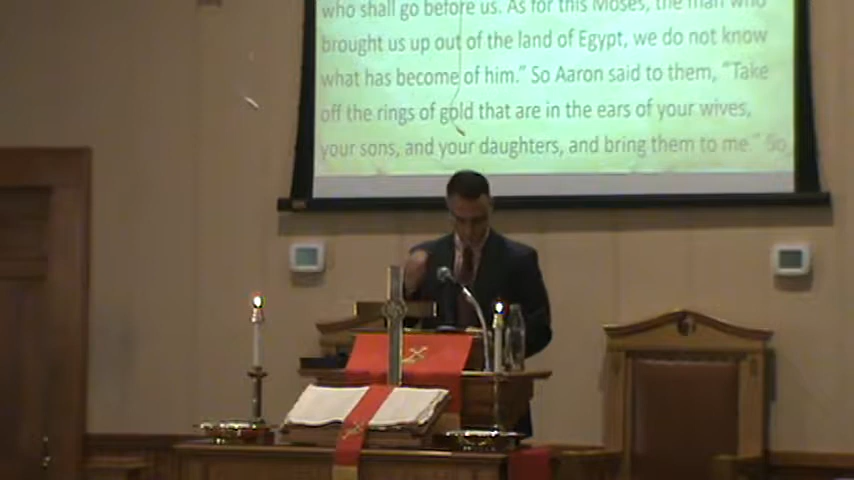 who shall go before us. As for this Moses, the man who
brought us up out of the land of Egypt, we do not know
what has become of him.” So Aaron said to them, “Take
off the rings of gold that are in the ears of your wives,
your sons, and your daughters, and bring them to me.” So